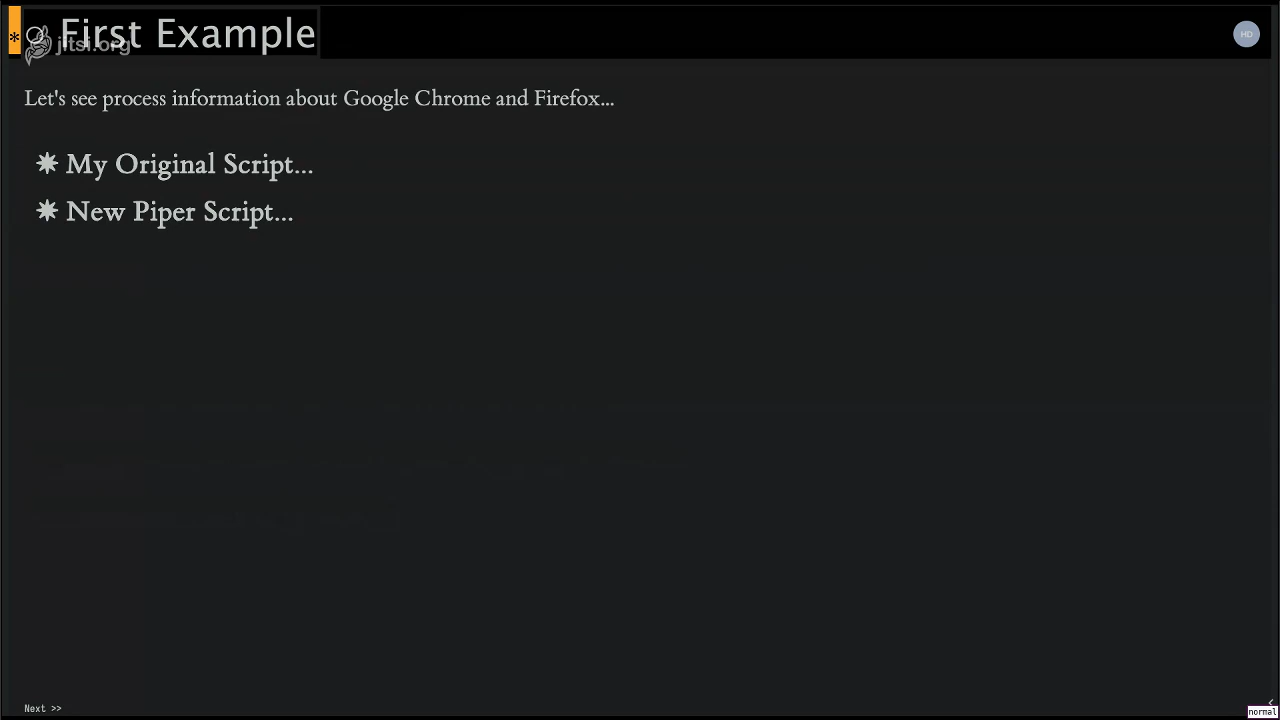 * First Example
jitsi.org
HD
Let's see process information about Google Chrome and Firefox...
✷ My Original Script...
✷ New Piper Script...
Next >>
normal